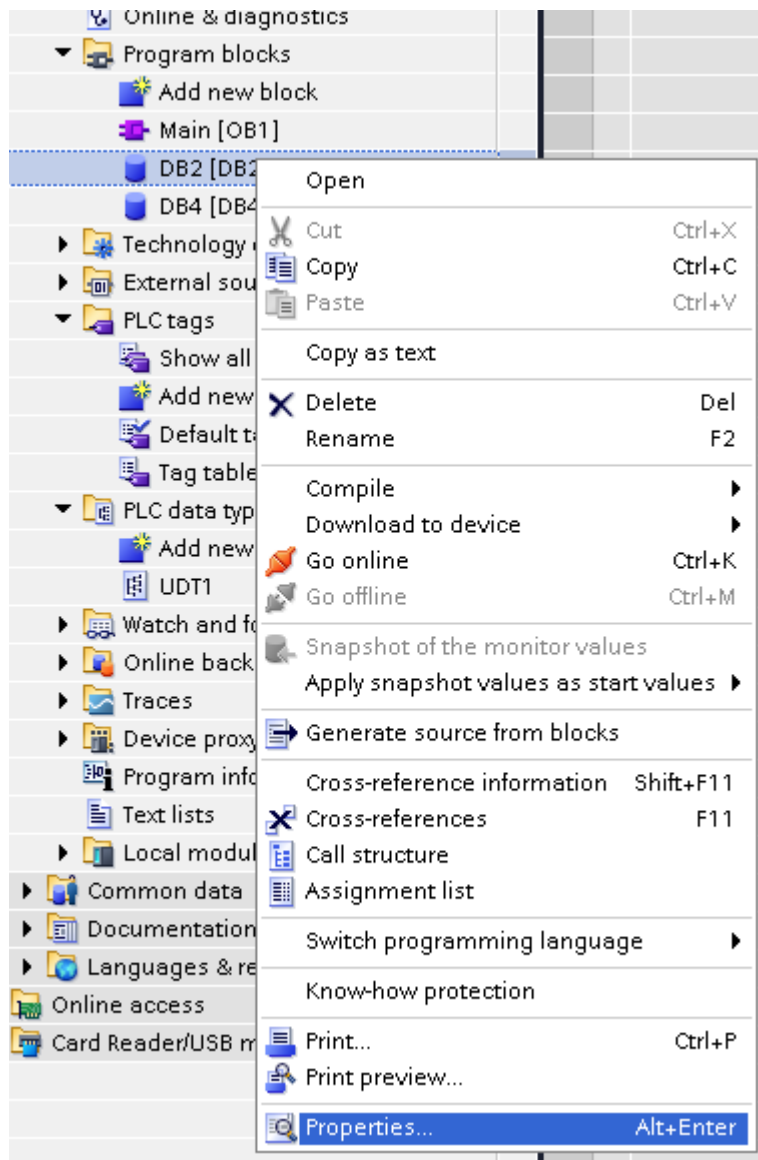 Online & diagnostics
Program blocks
Add new block
Main [OB1]
DB2 [DB2
DB4 [DB4
Technology
External sou
PLC tags
Show all
Add new
Default t
Tag table
PLC data typ
Add new
UDT1
Watch and fo
Online back
Traces
Device proxy
Program info
Text lists
Local modul
Common data
Documentation
Languages & re
Online access
Card Reader/USB m
Open
Cut Ctrl+X
Copy Ctrl+C
Paste Ctrl+V
Copy as text
Delete Del
Rename F2
Compile
Download to device
Go online Ctrl+K
Go offline Ctrl+M
Snapshot of the monitor values
Apply snapshot values as start values
Generate source from blocks
Cross-reference information Shift+F11
Cross-references F11
Call structure
Assignment list
Switch programming language
Know-how protection
Print... Ctrl+P
Print preview...
Properties... Alt+Enter